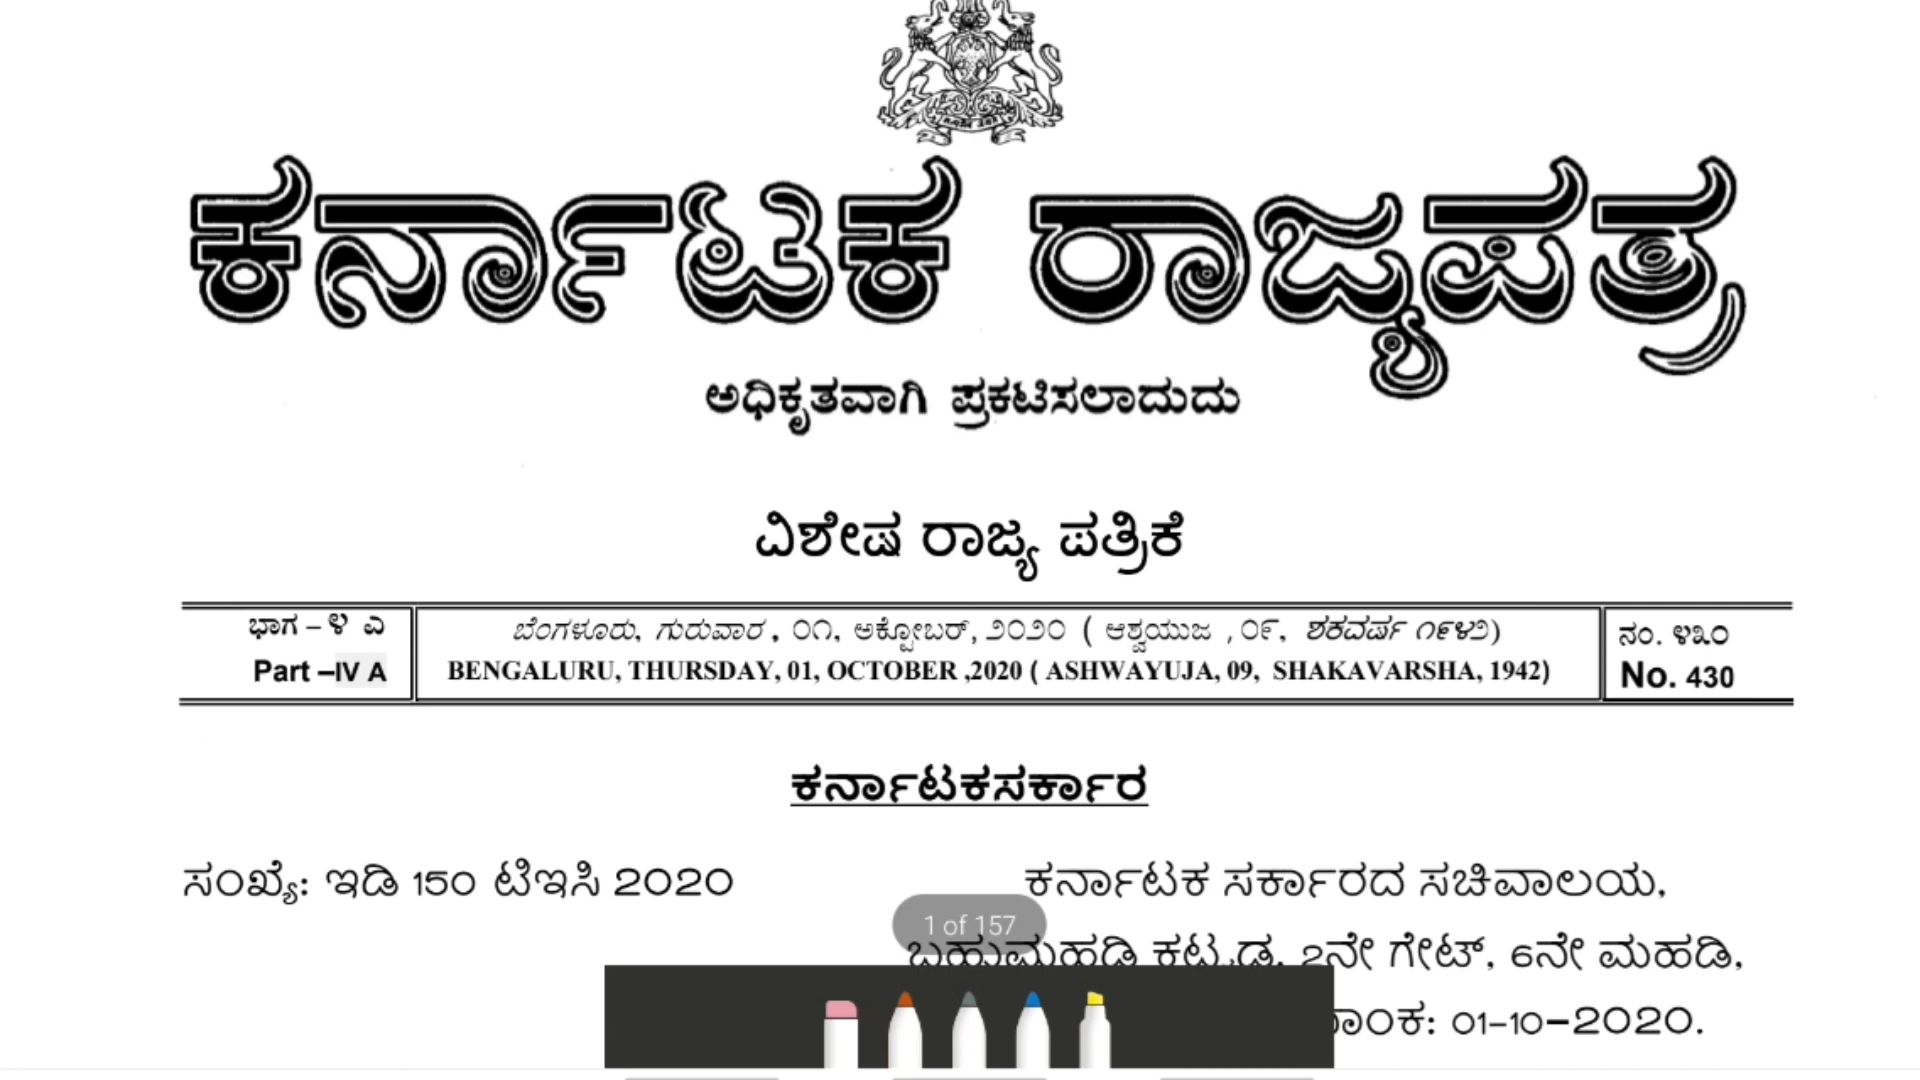 ಕರ್ನಾಟಕ ರಾಜ್ಯಪತ್ರ
ಅಧಿಕೃತವಾಗಿ ಪ್ರಕಟಿಸಲಾದುದು
ವಿಶೇಷ ರಾಜ್ಯ ಪತ್ರಿಕೆ
ಭಾಗ – ೪ ಎ
Part –IV A
ಬೆಂಗಳೂರು, ಗುರುವಾರ , ೦೧, ಅಕ್ಟೋಬರ್, ೨೦೨೦ ( ಆಶ್ವಯುಜ , ೦೯, ಶಕವರ್ಷ ೧೯೪೨)
BENGALURU, THURSDAY, 01, OCTOBER ,2020 ( ASHWAYUJA, 09, SHAKAVARSHA, 1942)
ನಂ. ೪೩೦
No. 430
ಕರ್ನಾಟಕಸರ್ಕಾರ
ಸಂಖ್ಯೆ: ಇಡಿ 150 ಟಿಇಸಿ 2020
ಕರ್ನಾಟಕ ಸರ್ಕಾರದ ಸಚಿವಾಲಯ,
1 of 157
ಬಹುಮಹಡಿ ಕಟ್ಟಡ, 2ನೇ ಗೇಟ್, 6ನೇ ಮಹಡಿ,
01-10-2020.